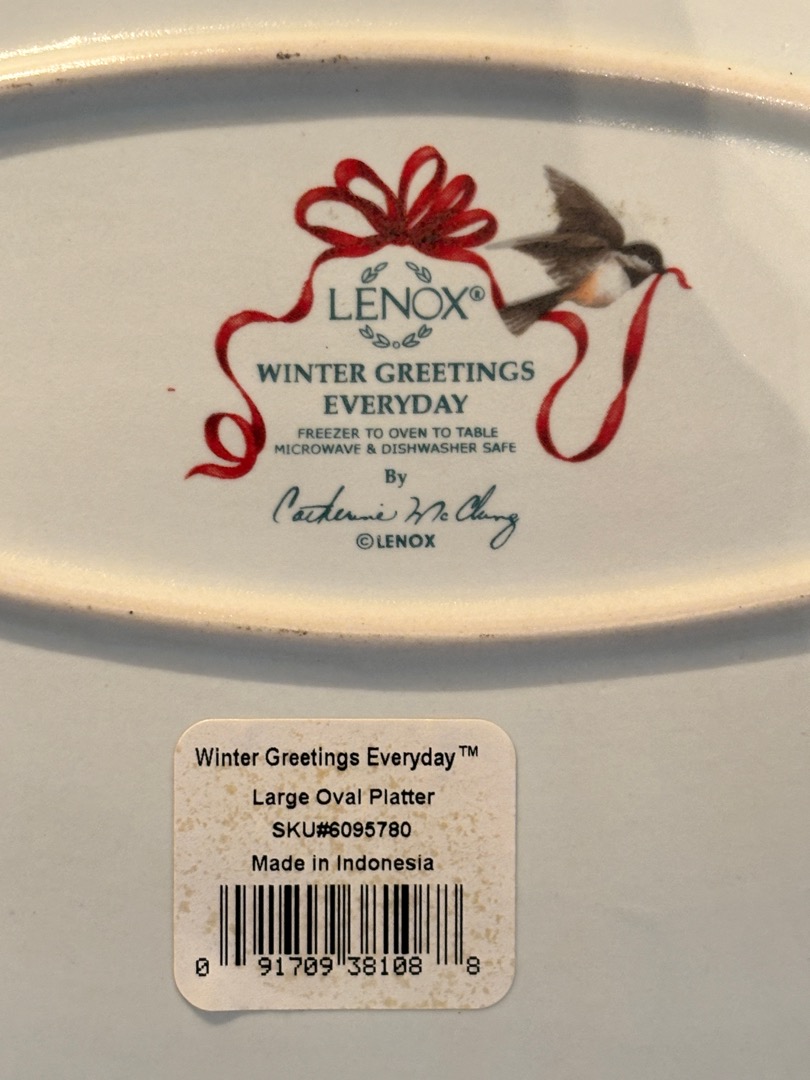 LENOX®
WINTER GREETINGS
EVERYDAY
FREEZER TO OVEN TO TABLE
MICROWAVE & DISHWASHER SAFE
By
Catherine McClung
©LENOX
Winter Greetings Everyday™
Large Oval Platter
SKU#6095780
Made in Indonesia
0 91709 38108 8